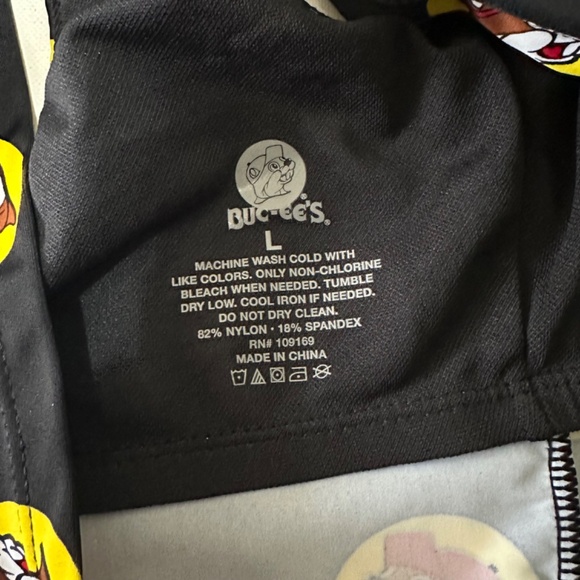 BUC-EE'S®
L
MACHINE WASH COLD WITH
LIKE COLORS. ONLY NON-CHLORINE
BLEACH WHEN NEEDED. TUMBLE
DRY LOW. COOL IRON IF NEEDED.
DO NOT DRY CLEAN.
82% NYLON • 18% SPANDEX
RN# 109169
MADE IN CHINA